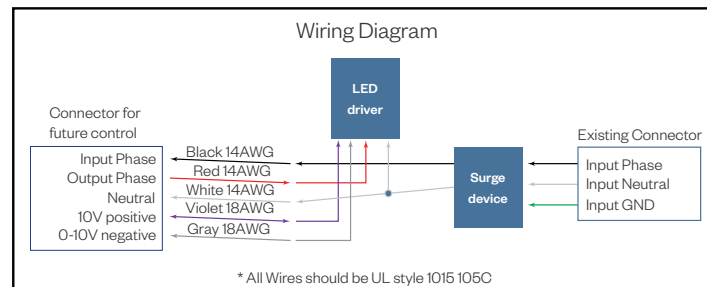 Wiring Diagram
LED
driver
Connector for
future control
Existing Connector
Black 14AWG
Input Phase
Red 14AWG
Output Phase
White 14AWG
Neutral
Violet 18AWG
10V positive
Gray 18AWG
0-10V negative
Surge
device
Input Phase
Input Neutral
Input GND
* All Wires should be UL style 1015 105C